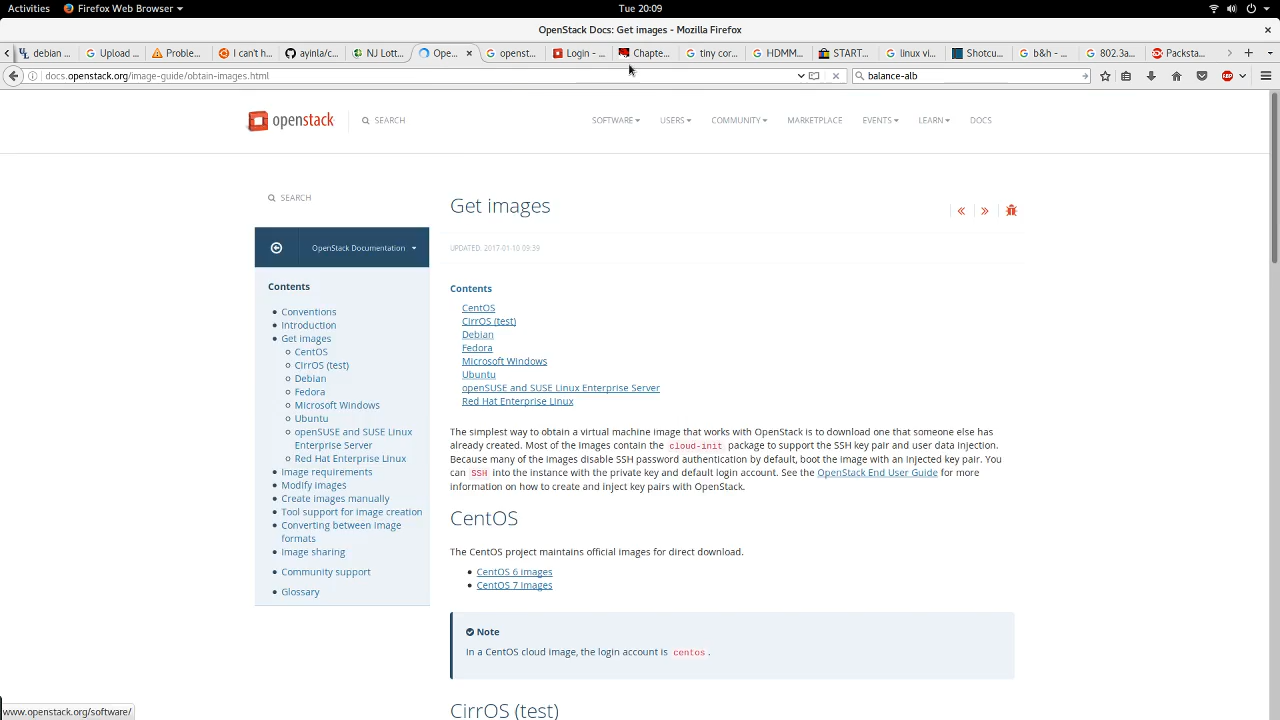 Activities Firefox Web Browser Tue 20:09
OpenStack Docs: Get images - Mozilla Firefox
debian ... Upload ... Proble... I can't h... ayinla/c... NJ Lott... Ope... openst... Login - ... Chapte... tiny cor... HDMM... START... linux vi... Shotcu... b&h - ... 802.3a... Packsta...
docs.openstack.org/image-guide/obtain-images.html balance-alb ABP
openstack SEARCH SOFTWARE USERS COMMUNITY MARKETPLACE EVENTS LEARN DOCS
SEARCH
OpenStack Documentation
Contents
Conventions
Introduction
Get images
CentOS
CirrOS (test)
Debian
Fedora
Microsoft Windows
Ubuntu
openSUSE and SUSE Linux
Enterprise Server
Red Hat Enterprise Linux
Image requirements
Modify images
Create images manually
Tool support for image creation
Converting between image
formats
Image sharing
Community support
Glossary
Get images
UPDATED: 2017-01-10 09:39
Contents
CentOS
CirrOS (test)
Debian
Fedora
Microsoft Windows
Ubuntu
openSUSE and SUSE Linux Enterprise Server
Red Hat Enterprise Linux
The simplest way to obtain a virtual machine image that works with OpenStack is to download one that someone else has
already created. Most of the images contain the cloud-init package to support the SSH key pair and user data injection.
Because many of the images disable SSH password authentication by default, boot the image with an injected key pair. You
can SSH into the instance with the private key and default login account. See the OpenStack End User Guide for more
information on how to create and inject key pairs with OpenStack.
CentOS
The CentOS project maintains official images for direct download.
CentOS 6 images
CentOS 7 images
Note
In a CentOS cloud image, the login account is centos.
CirrOS (test)
www.openstack.org/software/